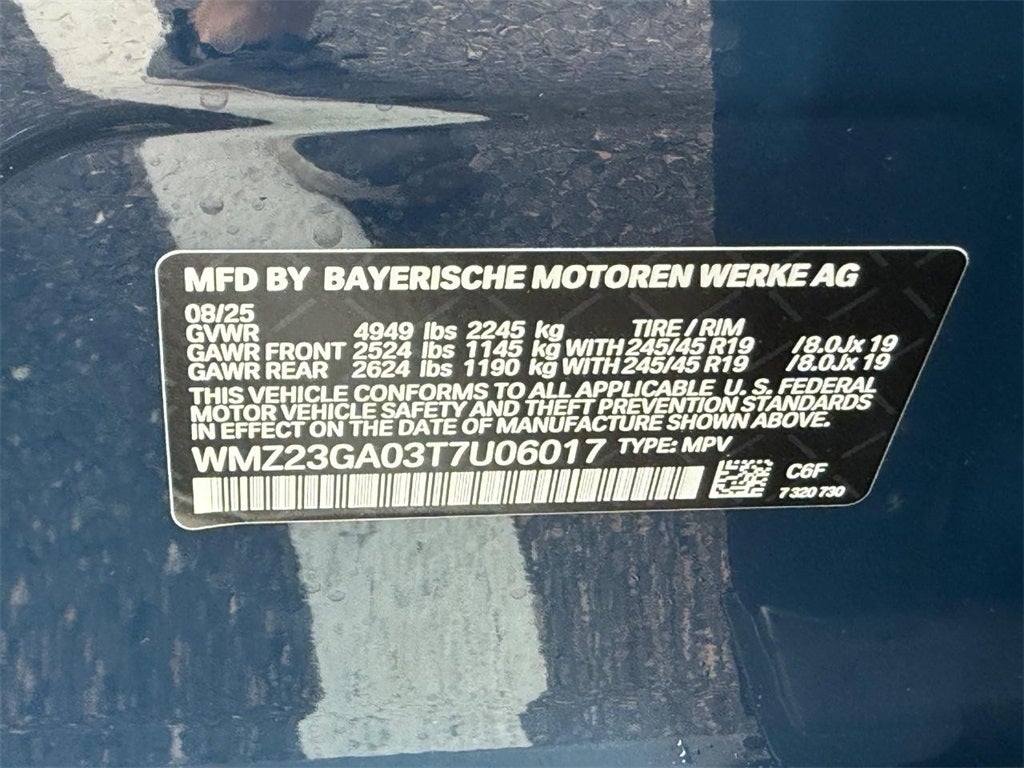 MFD BY BAYERISCHE MOTOREN WERKE AG
08/25
GVWR 4949 lbs 2245 kg TIRE / RIM
GAWR FRONT 2524 lbs 1145 kg WITH 245/45 R19 /8.0Jx 19
GAWR REAR 2624 lbs 1190 kg WITH 245/45 R19 /8.0Jx 19
THIS VEHICLE CONFORMS TO ALL APPLICABLE U. S. FEDERAL
MOTOR VEHICLE SAFETY AND THEFT PREVENTION STANDARDS
IN EFFECT ON THE DATE OF MANUFACTURE SHOWN ABOVE.
WMZ23GA03T7U06017 TYPE: MPV
C6F
7 320 730